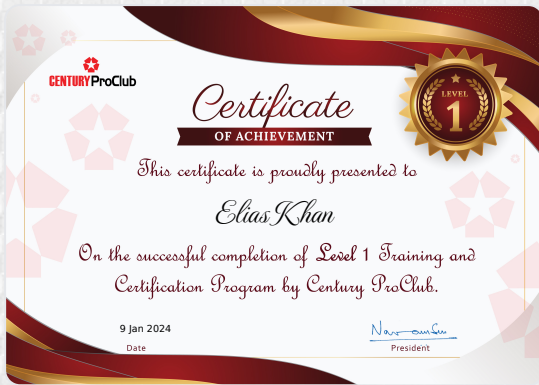 CENTURY ProClub
Certificate
OF ACHIEVEMENT
LEVEL
1
This certificate is proudly presented to
Elias Khan
On the successful completion of Level 1 Training and
Certification Program by Century ProClub.
9 Jan 2024
Date
President